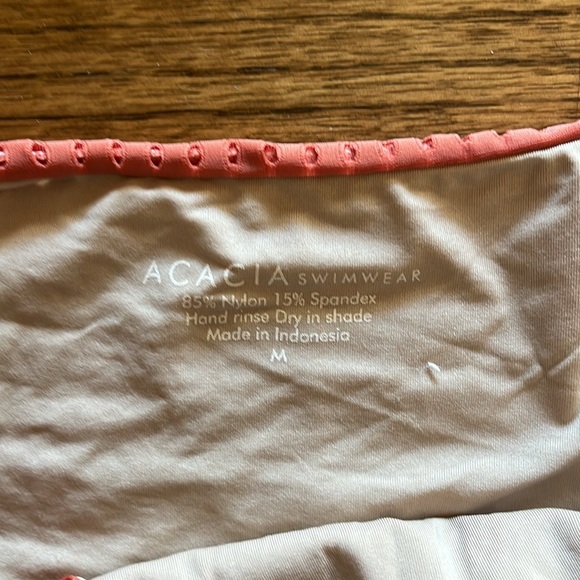 ACACIA SWIMWEAR
85% Nylon 15% Spandex
Hand rinse Dry in shade
Made in Indonesia
M